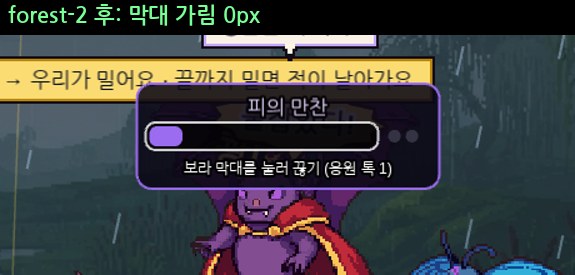 forest-2 후: 막대 가림 0px
→ 우리가 밀어요 · 끝까지 밀면 적이 날아가요
피의 만찬
보라 막대를 눌러 끊기 (응원 톡 1)